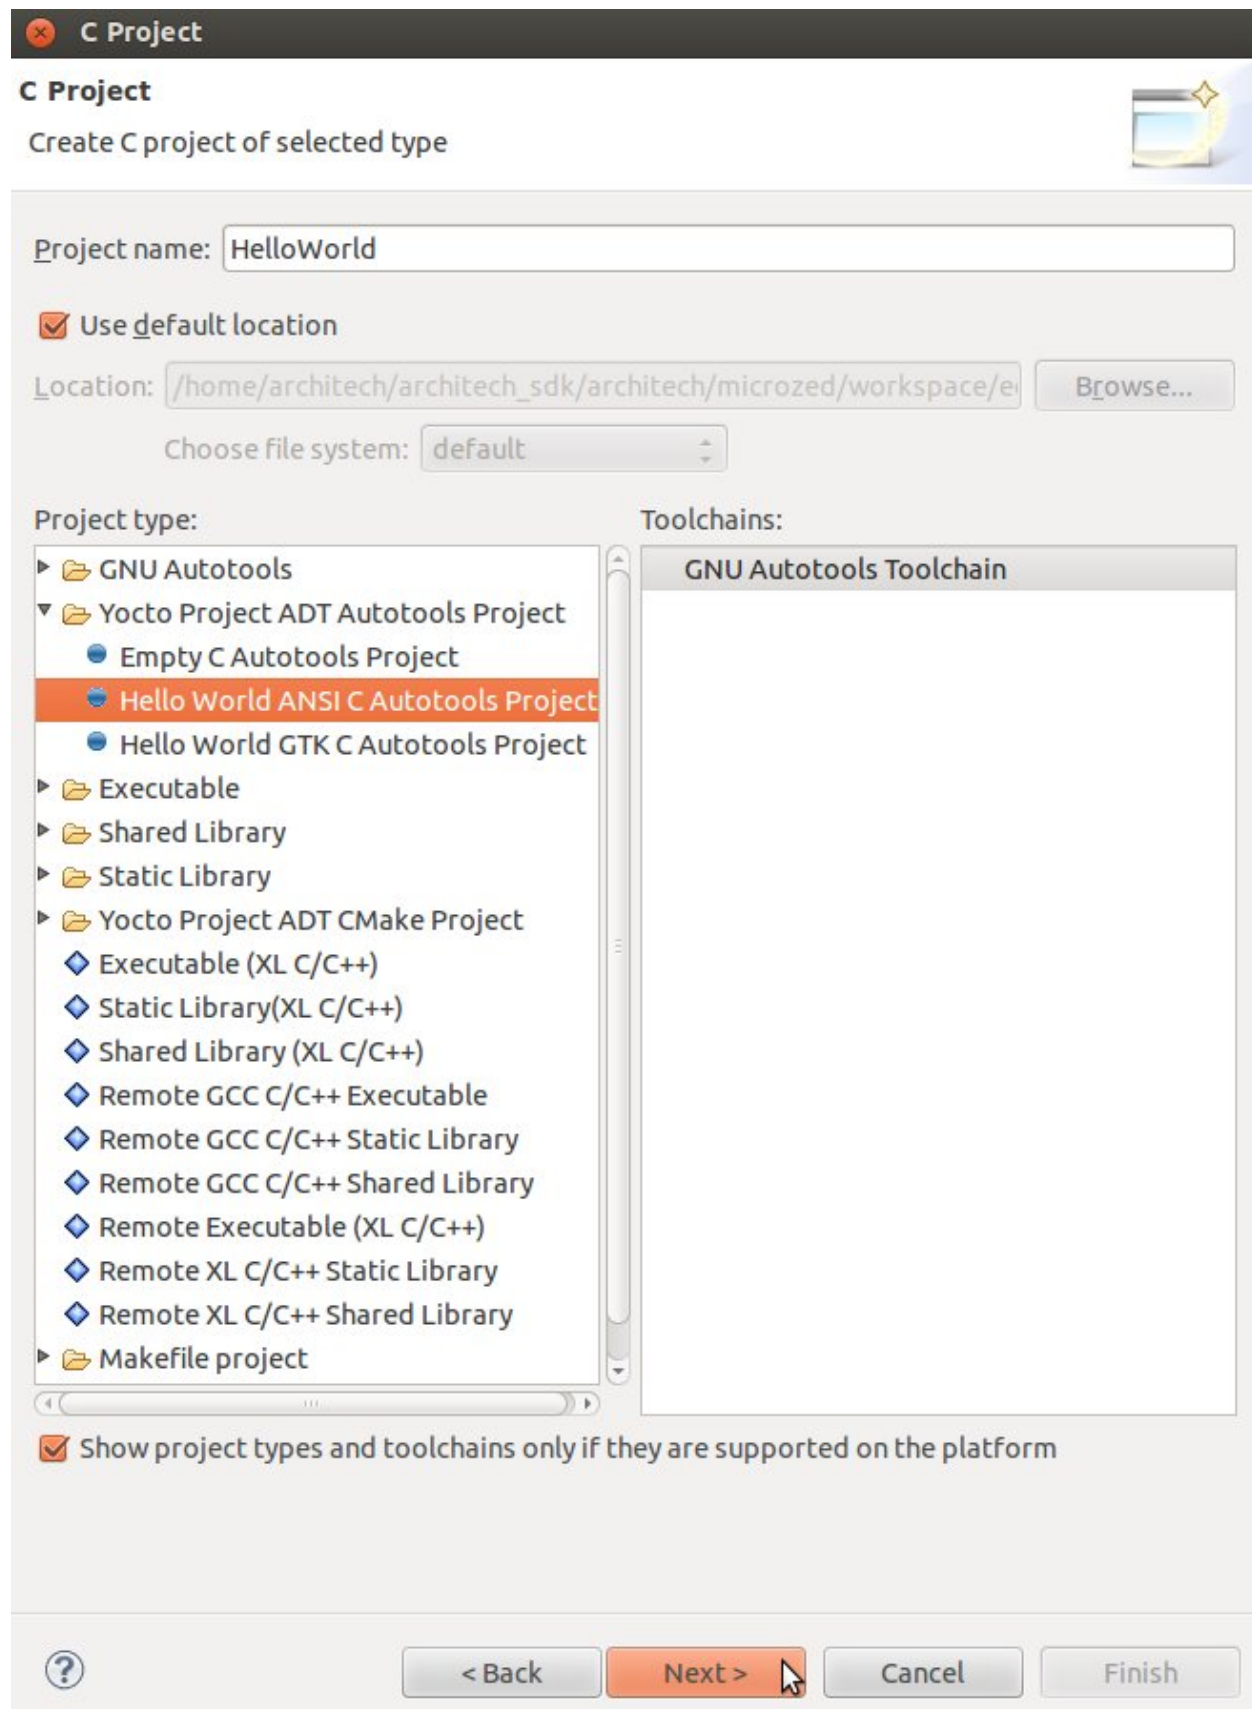 C Project
C Project
Create C project of selected type
Project name: HelloWorld
Use default location
Location: /home/architech/architech_sdk/architech/microzed/workspace/e Browse...
Choose file system: default
Project type: Toolchains:
GNU Autotools GNU Autotools Toolchain
Yocto Project ADT Autotools Project
Empty C Autotools Project
Hello World ANSI C Autotools Project
Hello World GTK C Autotools Project
Executable
Shared Library
Static Library
Yocto Project ADT CMake Project
Executable (XL C/C++)
Static Library(XL C/C++)
Shared Library (XL C/C++)
Remote GCC C/C++ Executable
Remote GCC C/C++ Static Library
Remote GCC C/C++ Shared Library
Remote Executable (XL C/C++)
Remote XL C/C++ Static Library
Remote XL C/C++ Shared Library
Makefile project
Show project types and toolchains only if they are supported on the platform
? < Back Next > Cancel Finish